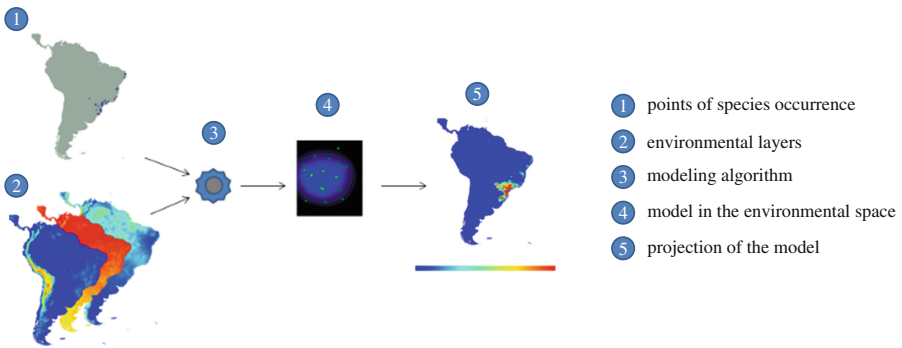 1
2
3
4
5
1 points of species occurrence
2 environmental layers
3 modeling algorithm
4 model in the environmental space
5 projection of the model